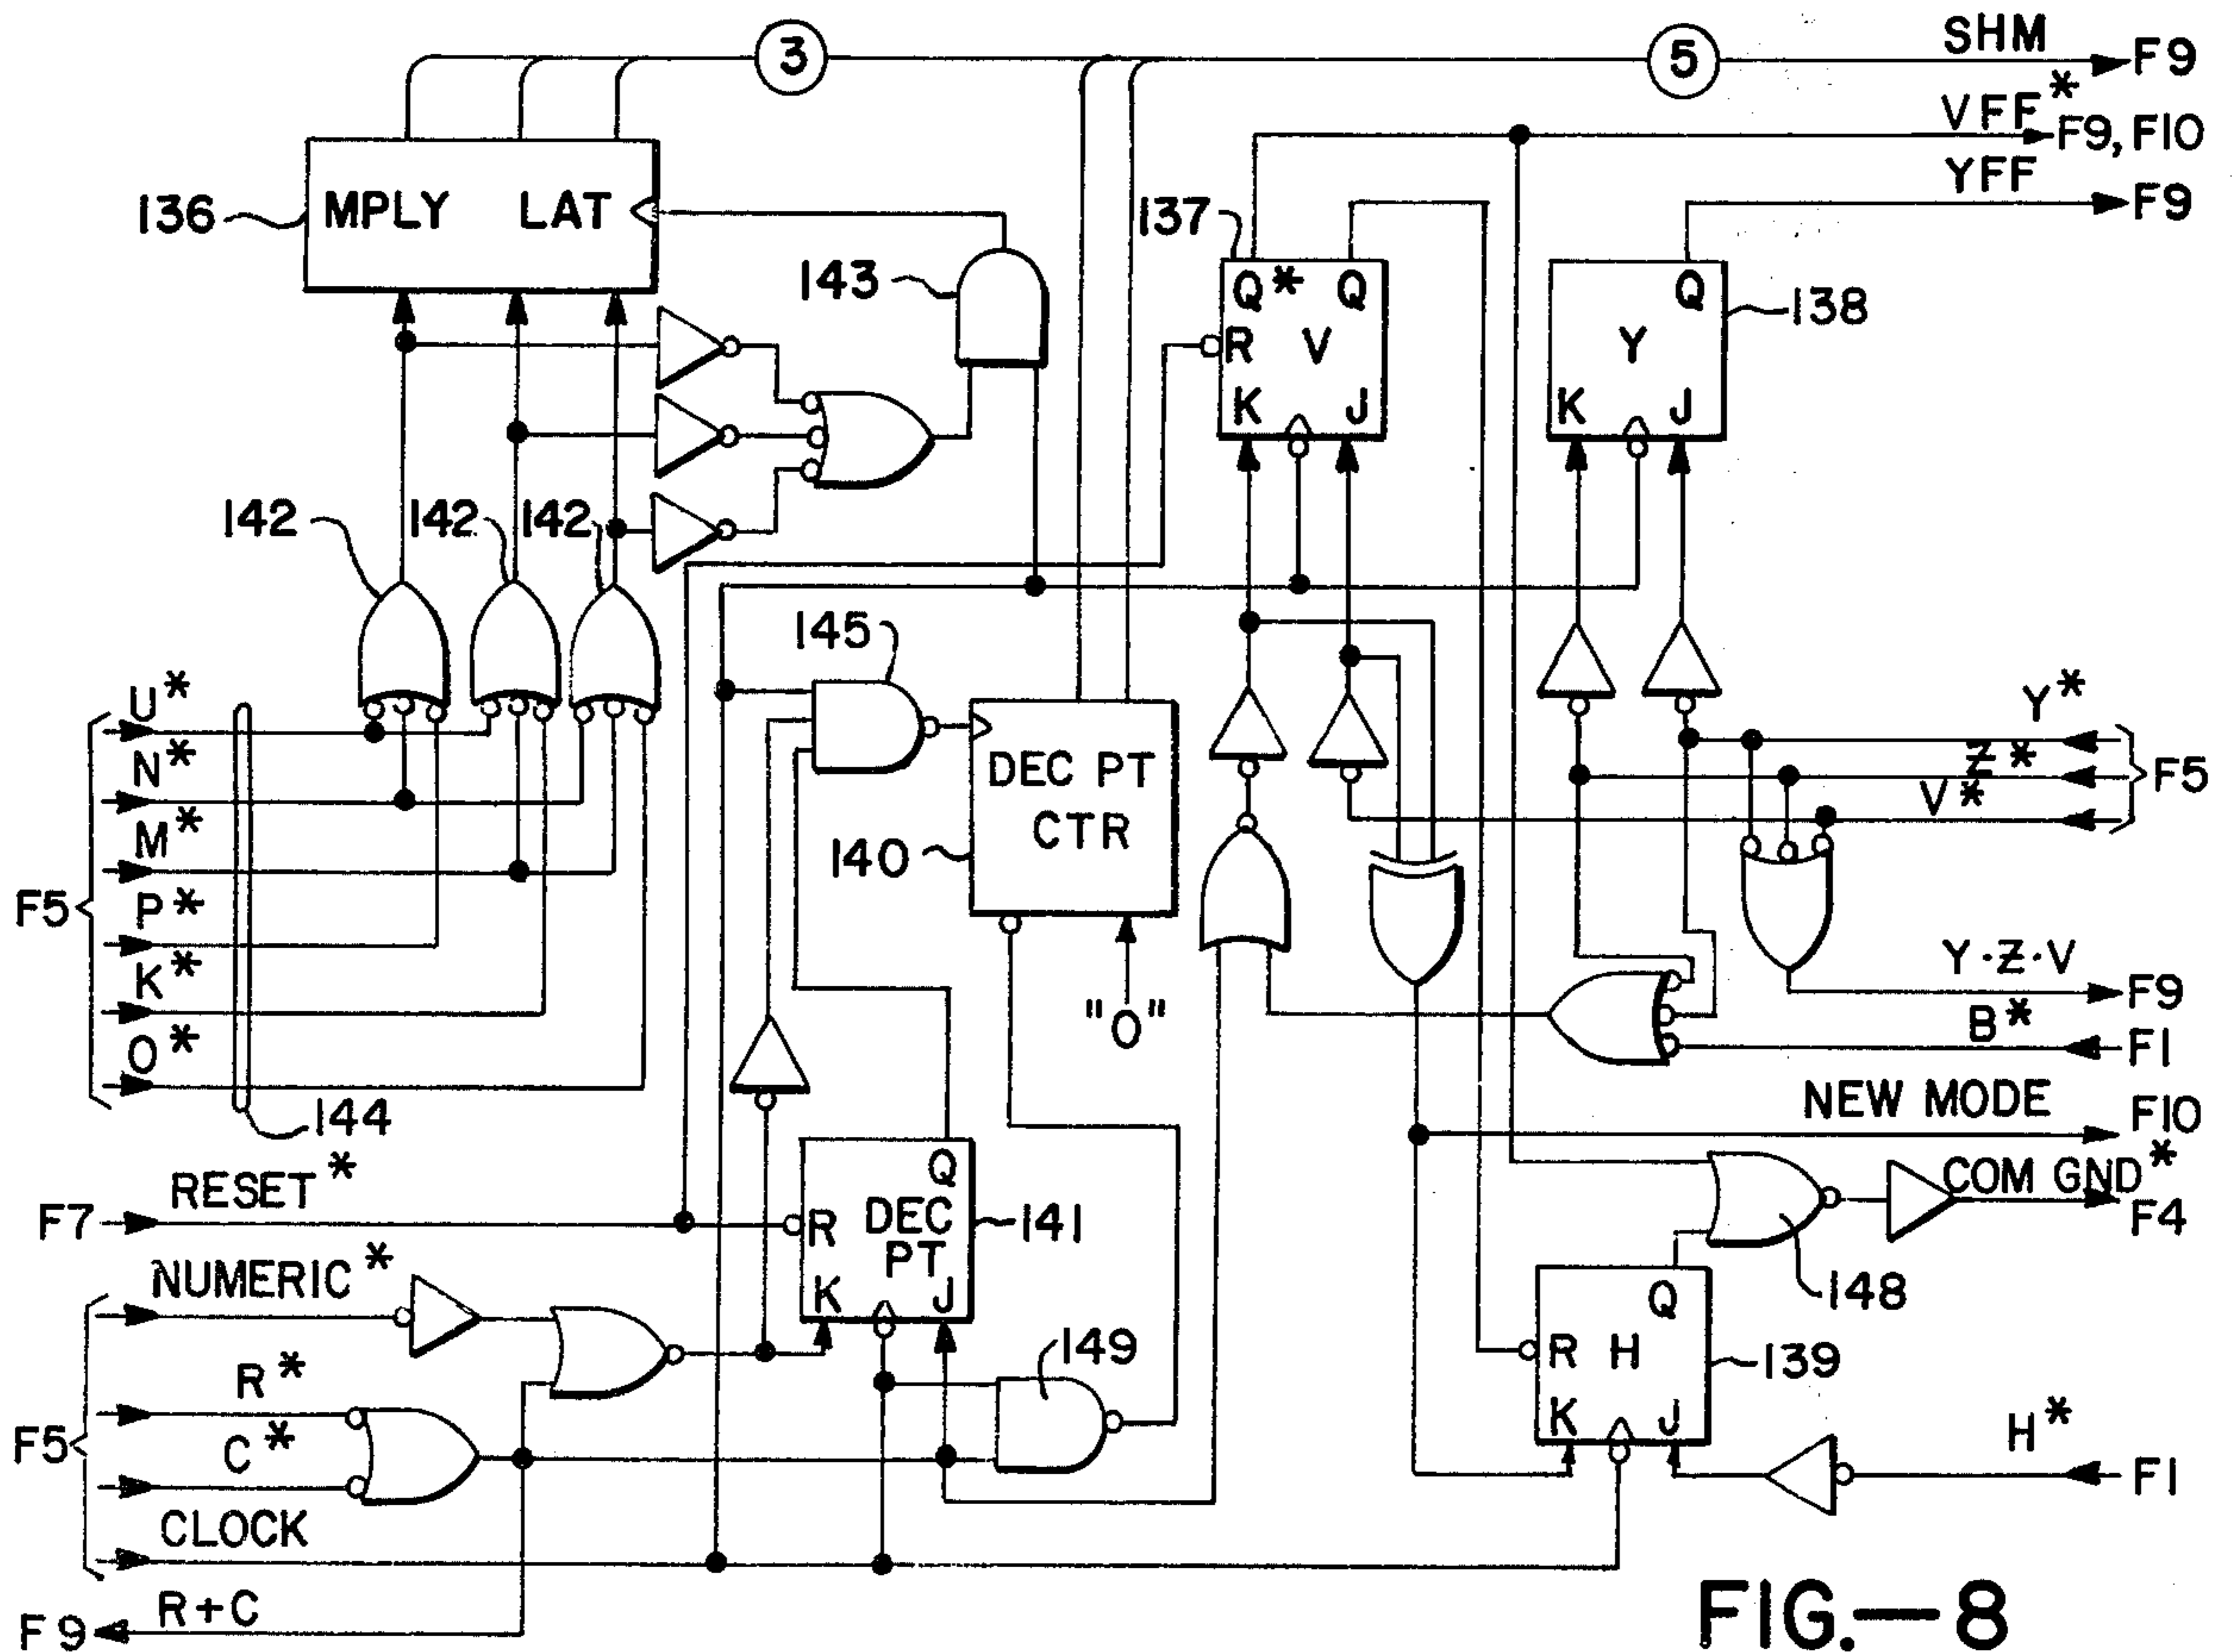 3
5
SHM
F9
VFF*
F9, F10
YFF
F9
136
MPLY LAT
143
137
Q* Q
R V
K J
Q
Y
K J
138
142
142
142
145
U*
N*
M*
P*
K*
O*
F5
144
DEC PT
CTR
140
"O"
Y*
Z*
V*
F5
Y·Z·V
F9
B*
F1
NEW MODE
F10
COM GND*
F4
148
RESET*
F7
Q
R DEC
PT
K J
141
NUMERIC*
R*
C*
CLOCK
F5
149
Q
R H
K J
139
H*
F1
R+C
F9
FIG.—8